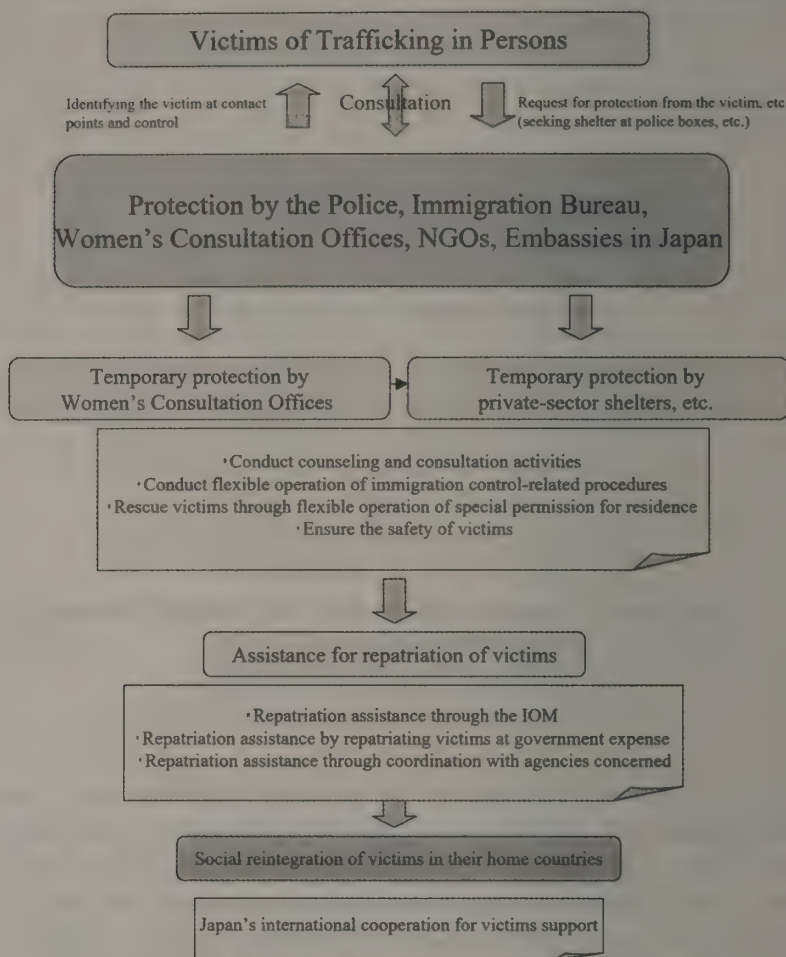 Victims of Trafficking in Persons
Identifying the victim at contact
points and control
Consultation
Request for protection from the victim, etc
(seeking shelter at police boxes, etc.)
Protection by the Police, Immigration Bureau,
Women's Consultation Offices, NGOs, Embassies in Japan
Temporary protection by
Women's Consultation Offices
Temporary protection by
private-sector shelters, etc.
·Conduct counseling and consultation activities
·Conduct flexible operation of immigration control-related procedures
·Rescue victims through flexible operation of special permission for residence
·Ensure the safety of victims
Assistance for repatriation of victims
·Repatriation assistance through the IOM
·Repatriation assistance by repatriating victims at government expense
·Repatriation assistance through coordination with agencies concerned
Social reintegration of victims in their home countries
Japan's international cooperation for victims support